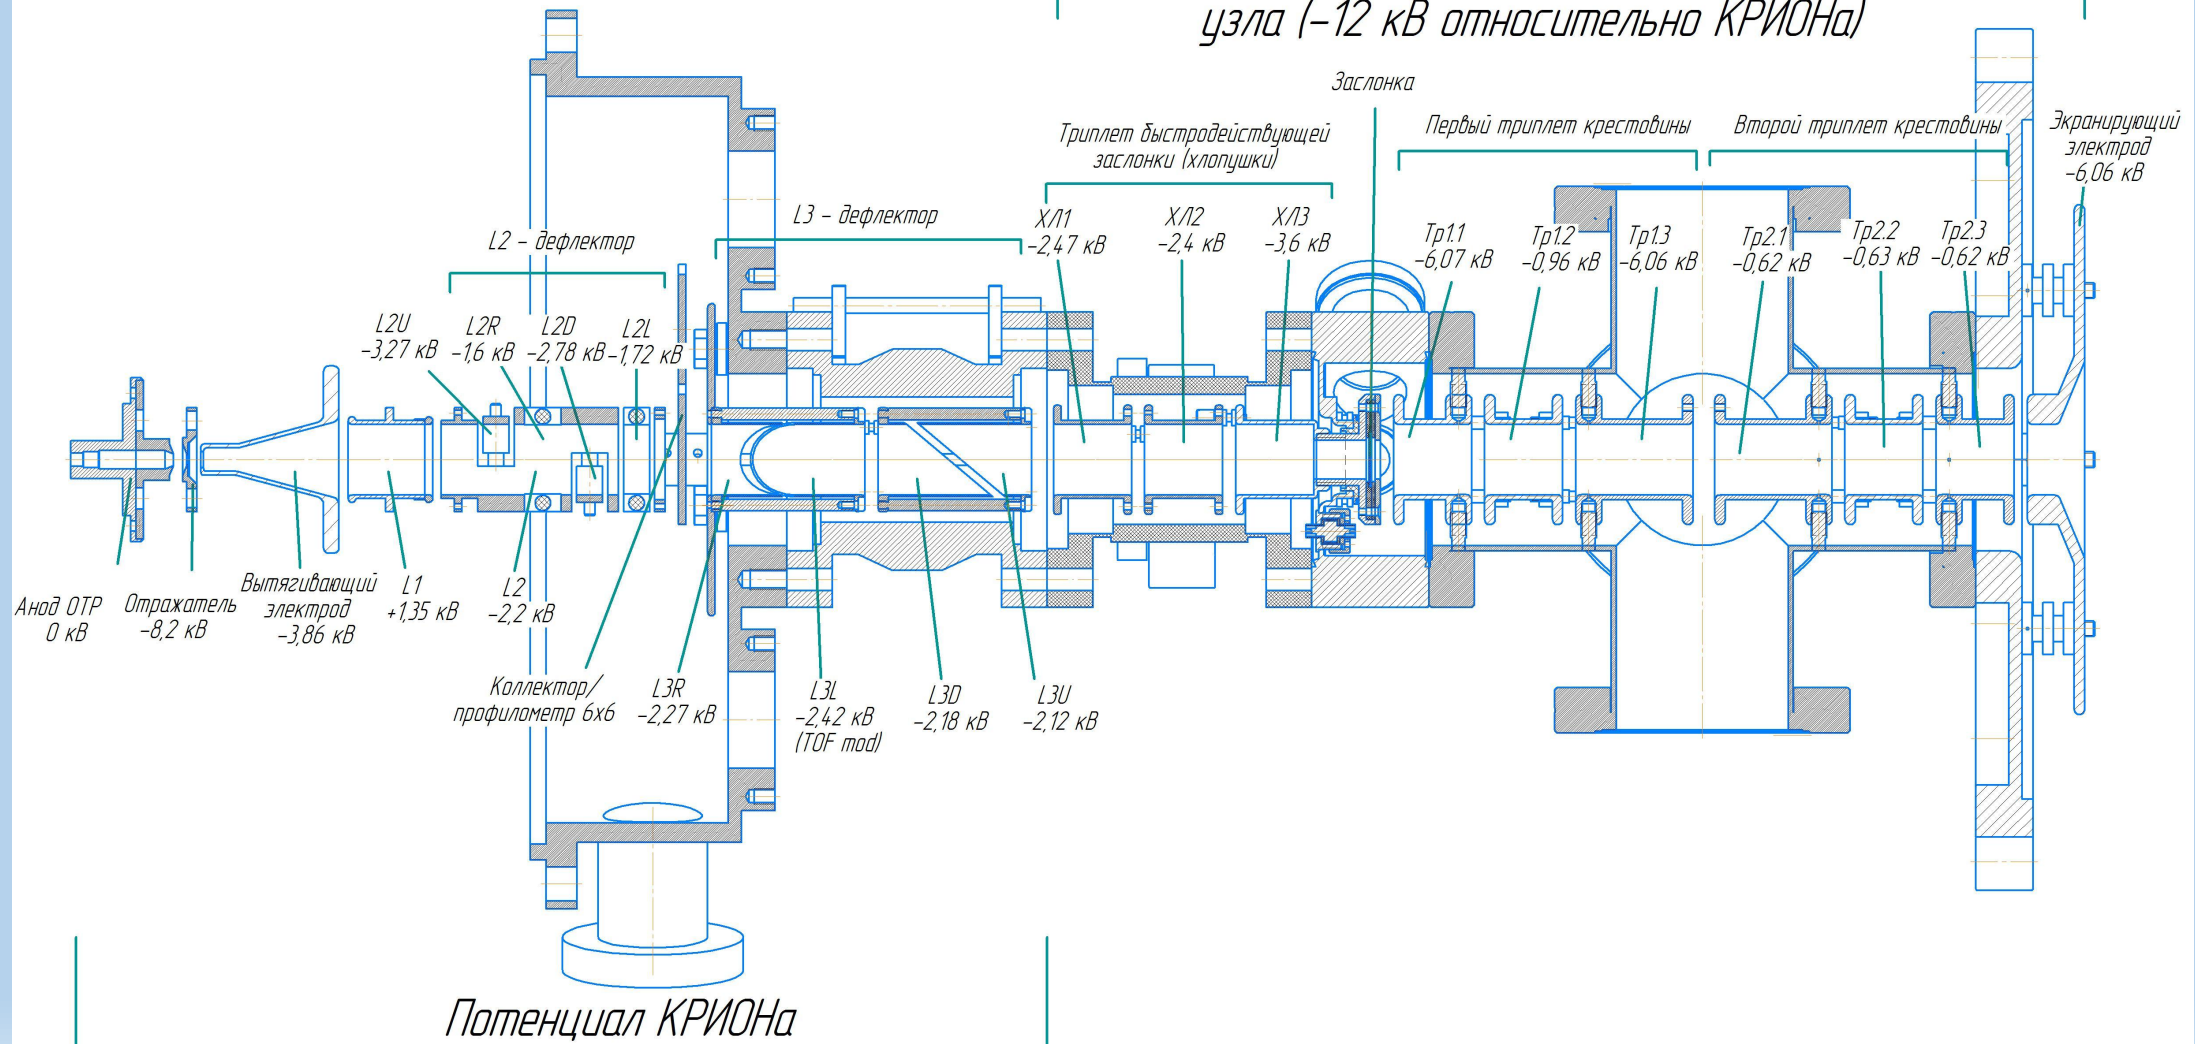 узла (-12 кВ относительно КРИОНа)
Заслонка
Триплет быстродействующей
заслонки (хлопушки)
Первый триплет крестовины
Второй триплет крестовины
Экранирующий
электрод
-6,06 кВ
L2 - дефлектор
L3 - дефлектор
ХЛ1
-2,47 кВ
ХЛ2
-2,4 кВ
ХЛ3
-3,6 кВ
Тр1.1
-6,07 кВ
Тр1.2
-0,96 кВ
Тр1.3
-6,06 кВ
Тр2.1
-0,62 кВ
Тр2.2
-0,63 кВ
Тр2.3
-0,62 кВ
L2U
-3,27 кВ
L2R
-1,6 кВ
L2D
-2,78 кВ
L2L
-1,72 кВ
Анод ОТР
0 кВ
Отражатель
-8,2 кВ
Вытягивающий
электрод
-3,86 кВ
L1
+1,35 кВ
L2
-2,2 кВ
Коллектор/
профилометр 6х6
L3R
-2,27 кВ
L3L
-2,42 кВ
(TOF mod)
L3D
-2,18 кВ
L3U
-2,12 кВ
Потенциал КРИОНа